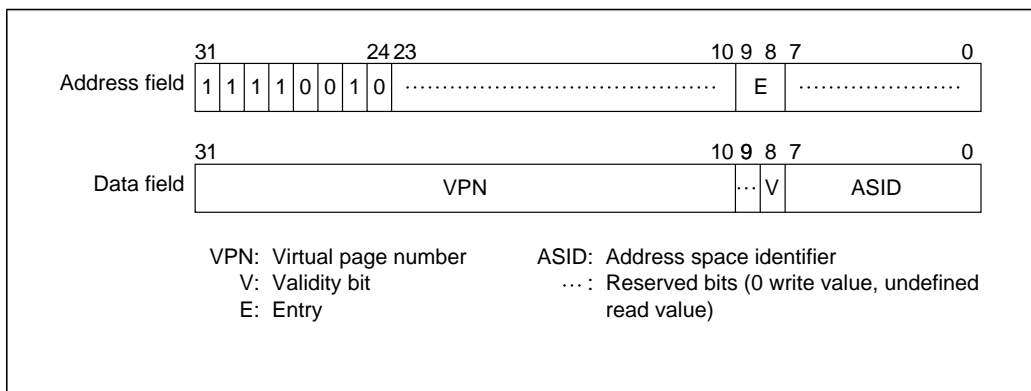 31 24 23 10 9 8 7 0
Address field 1 1 1 1 0 0 1 0 ⋯ E ⋯
31 10 9 8 7 0
Data field VPN ⋯ V ASID
VPN: Virtual page number ASID: Address space identifier
V: Validity bit ⋯ : Reserved bits (0 write value, undefined
E: Entry read value)